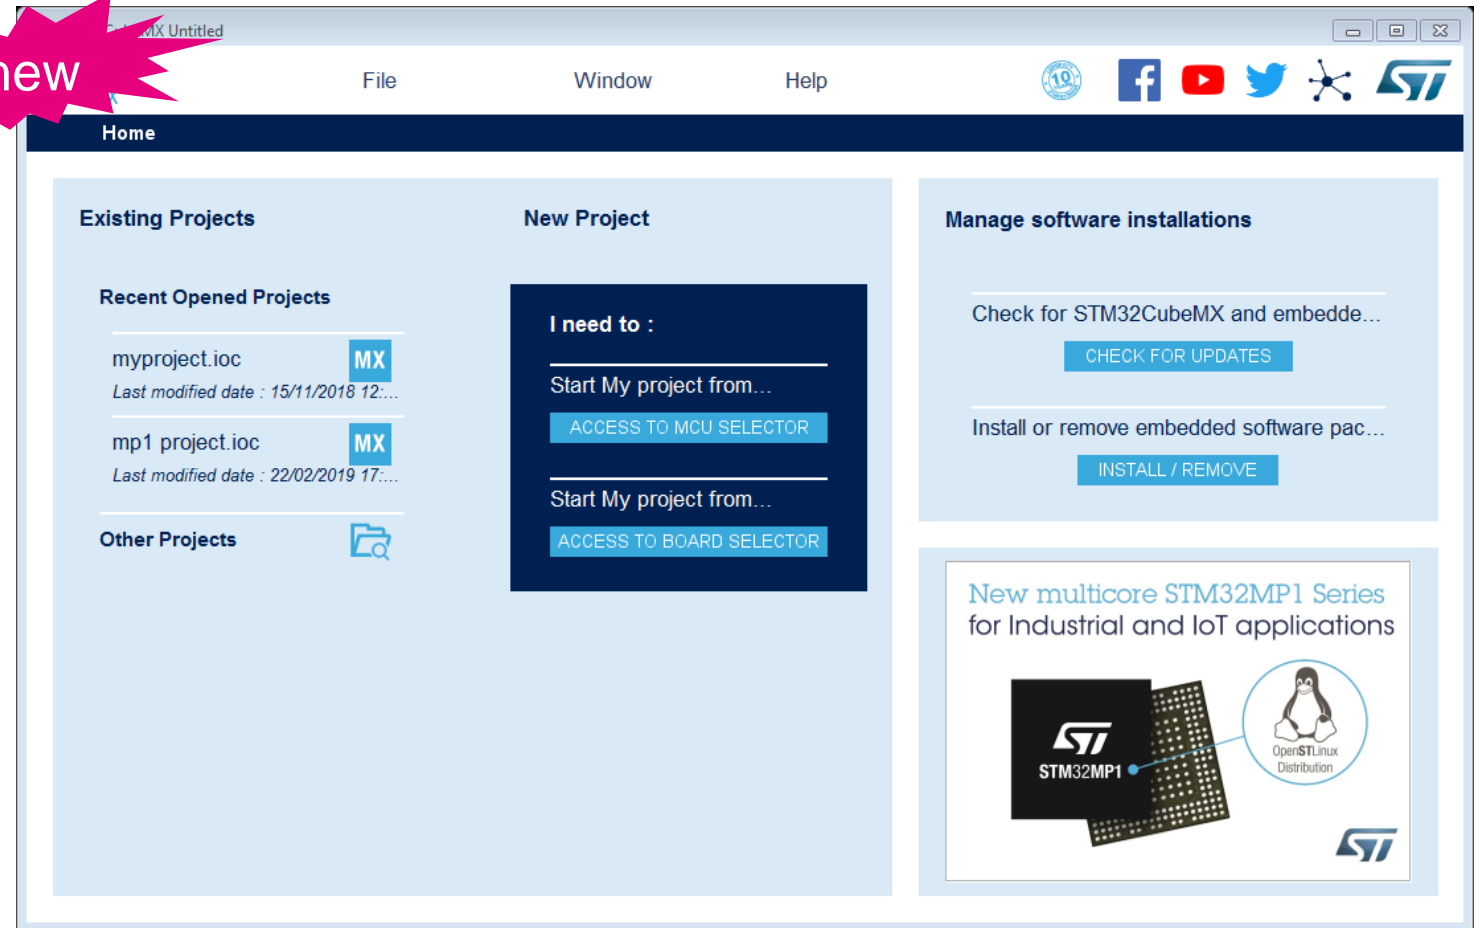 MX Untitled
new
File
Window
Help
10
Home
Existing Projects
Recent Opened Projects
myproject.ioc
MX
Last modified date : 15/11/2018 12:...
mp1 project.ioc
MX
Last modified date : 22/02/2019 17:...
Other Projects
New Project
I need to :
Start My project from...
ACCESS TO MCU SELECTOR
Start My project from...
ACCESS TO BOARD SELECTOR
Manage software installations
Check for STM32CubeMX and embedde...
CHECK FOR UPDATES
Install or remove embedded software pac...
INSTALL / REMOVE
New multicore STM32MP1 Series
for Industrial and IoT applications
ST
STM32MP1
OpenSTLinux
Distribution
ST